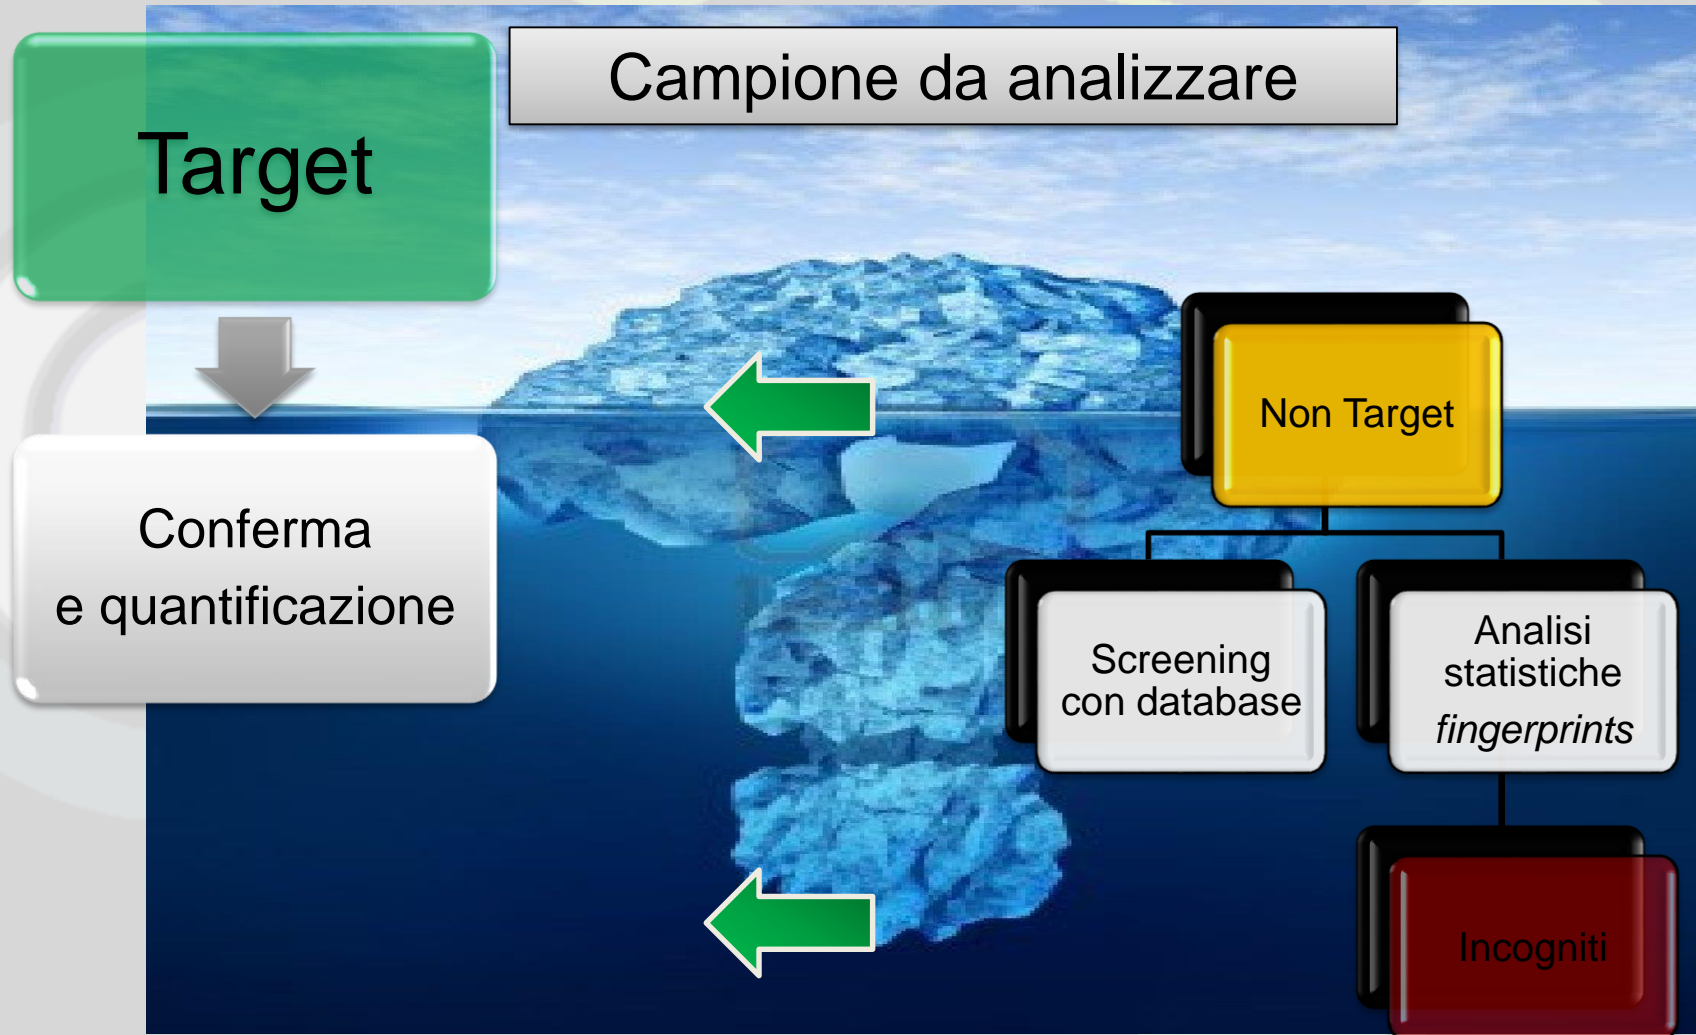 Campione da analizzare
Target
Conferma
e quantificazione
Non Target
Screening
con database
Analisi
statistiche
fingerprints
Incogniti